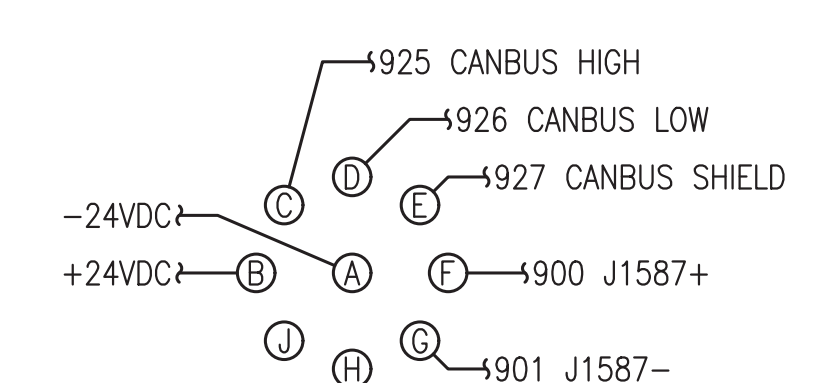 925 CANBUS HIGH
926 CANBUS LOW
D
927 CANBUS SHIELD
C
E
-24VDC
+24VDC
B
A
F
900 J1587+
J
G
H
901 J1587-